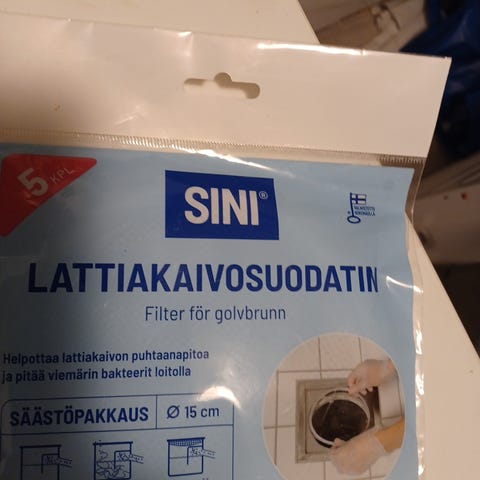 5 KPL
SINI®
LATTIAKAIVOSUODATIN
Filter för golvbrunn
Helpottaa lattiakaivon puhtaanapitoa
ja pitää viemärin bakteerit loitolla
SÄÄSTÖPAKKAUS Ø 15 cm